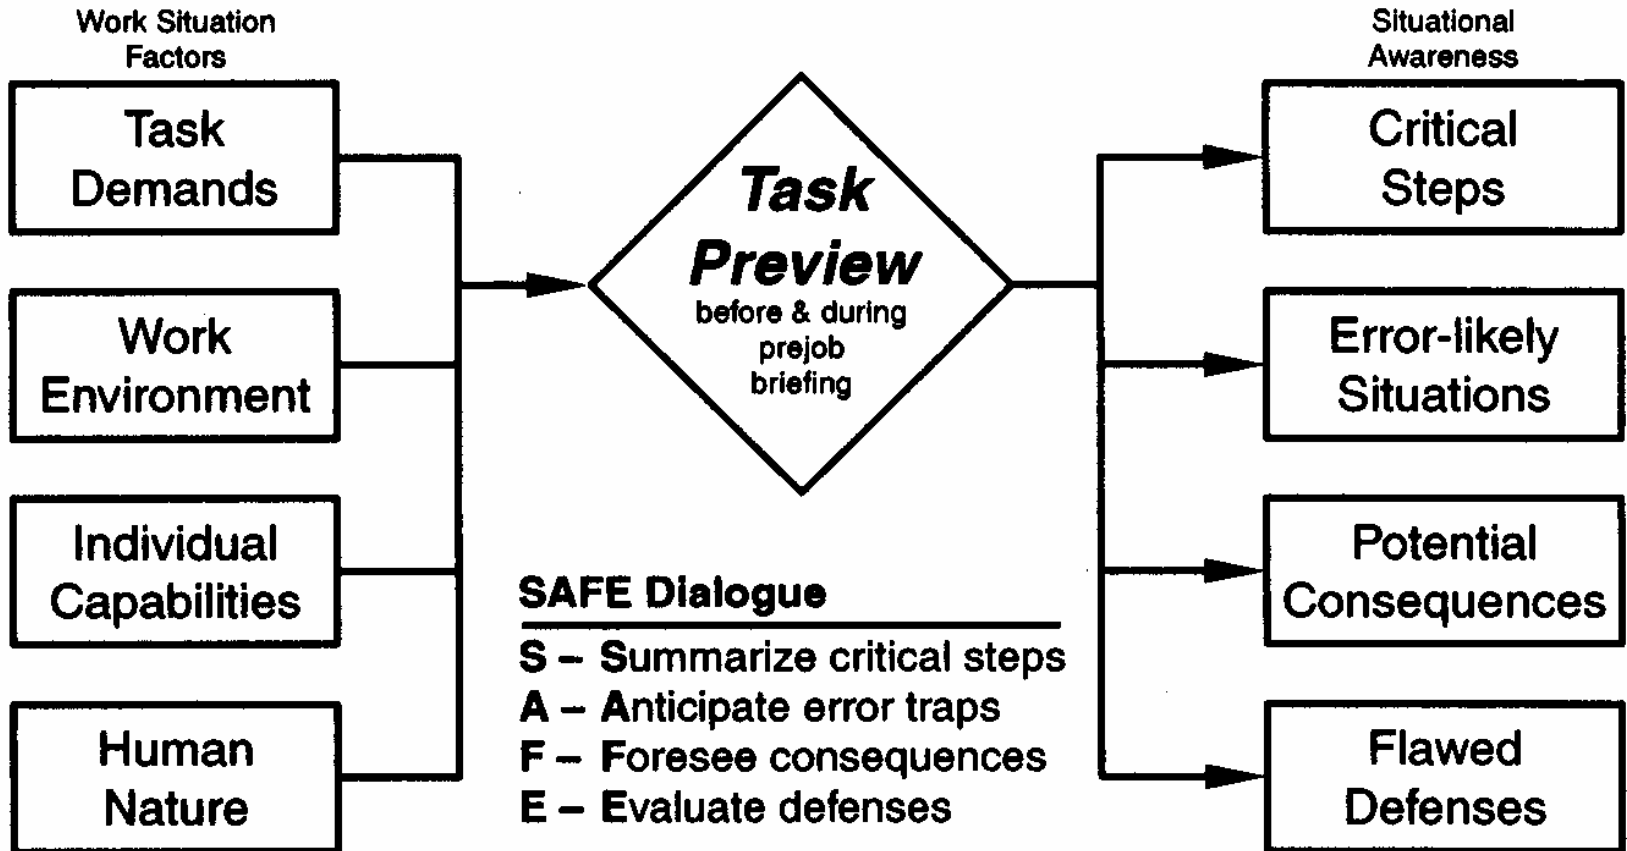 Work Situation
Factors
Task
Demands
Work
Environment
Individual
Capabilities
Human
Nature
Task
Preview
before & during
prejob
briefing
SAFE Dialogue
S – Summarize critical steps
A – Anticipate error traps
F – Foresee consequences
E – Evaluate defenses
Situational
Awareness
Critical
Steps
Error-likely
Situations
Potential
Consequences
Flawed
Defenses